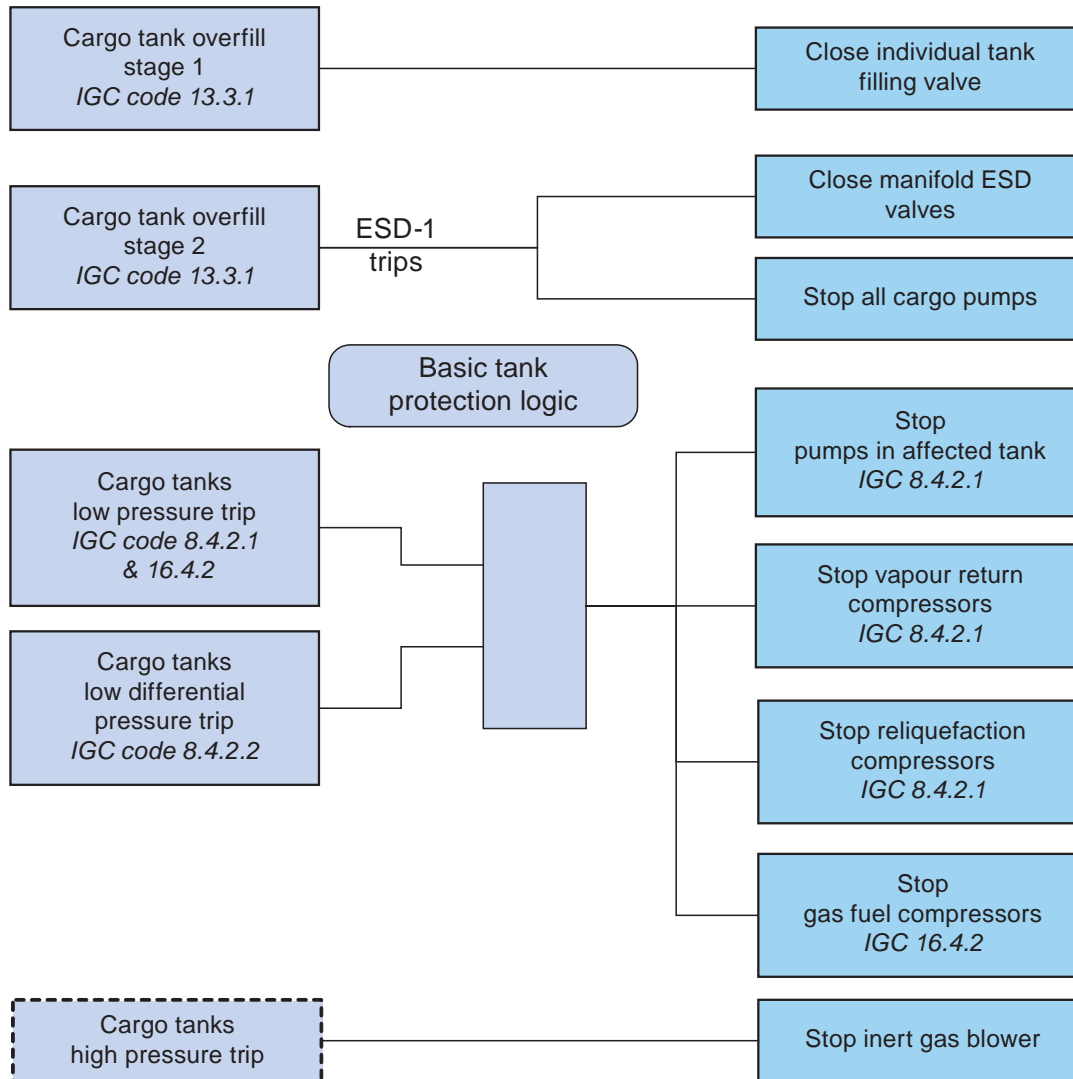 Cargo tank overfill
stage 1
IGC code 13.3.1
Close individual tank
filling valve
Cargo tank overfill
stage 2
IGC code 13.3.1
ESD-1
trips
Close manifold ESD
valves
Stop all cargo pumps
Basic tank
protection logic
Cargo tanks
low pressure trip
IGC code 8.4.2.1
& 16.4.2
Cargo tanks
low differential
pressure trip
IGC code 8.4.2.2
Stop
pumps in affected tank
IGC 8.4.2.1
Stop vapour return
compressors
IGC 8.4.2.1
Stop reliquefaction
compressors
IGC 8.4.2.1
Stop
gas fuel compressors
IGC 16.4.2
Cargo tanks
high pressure trip
Stop inert gas blower